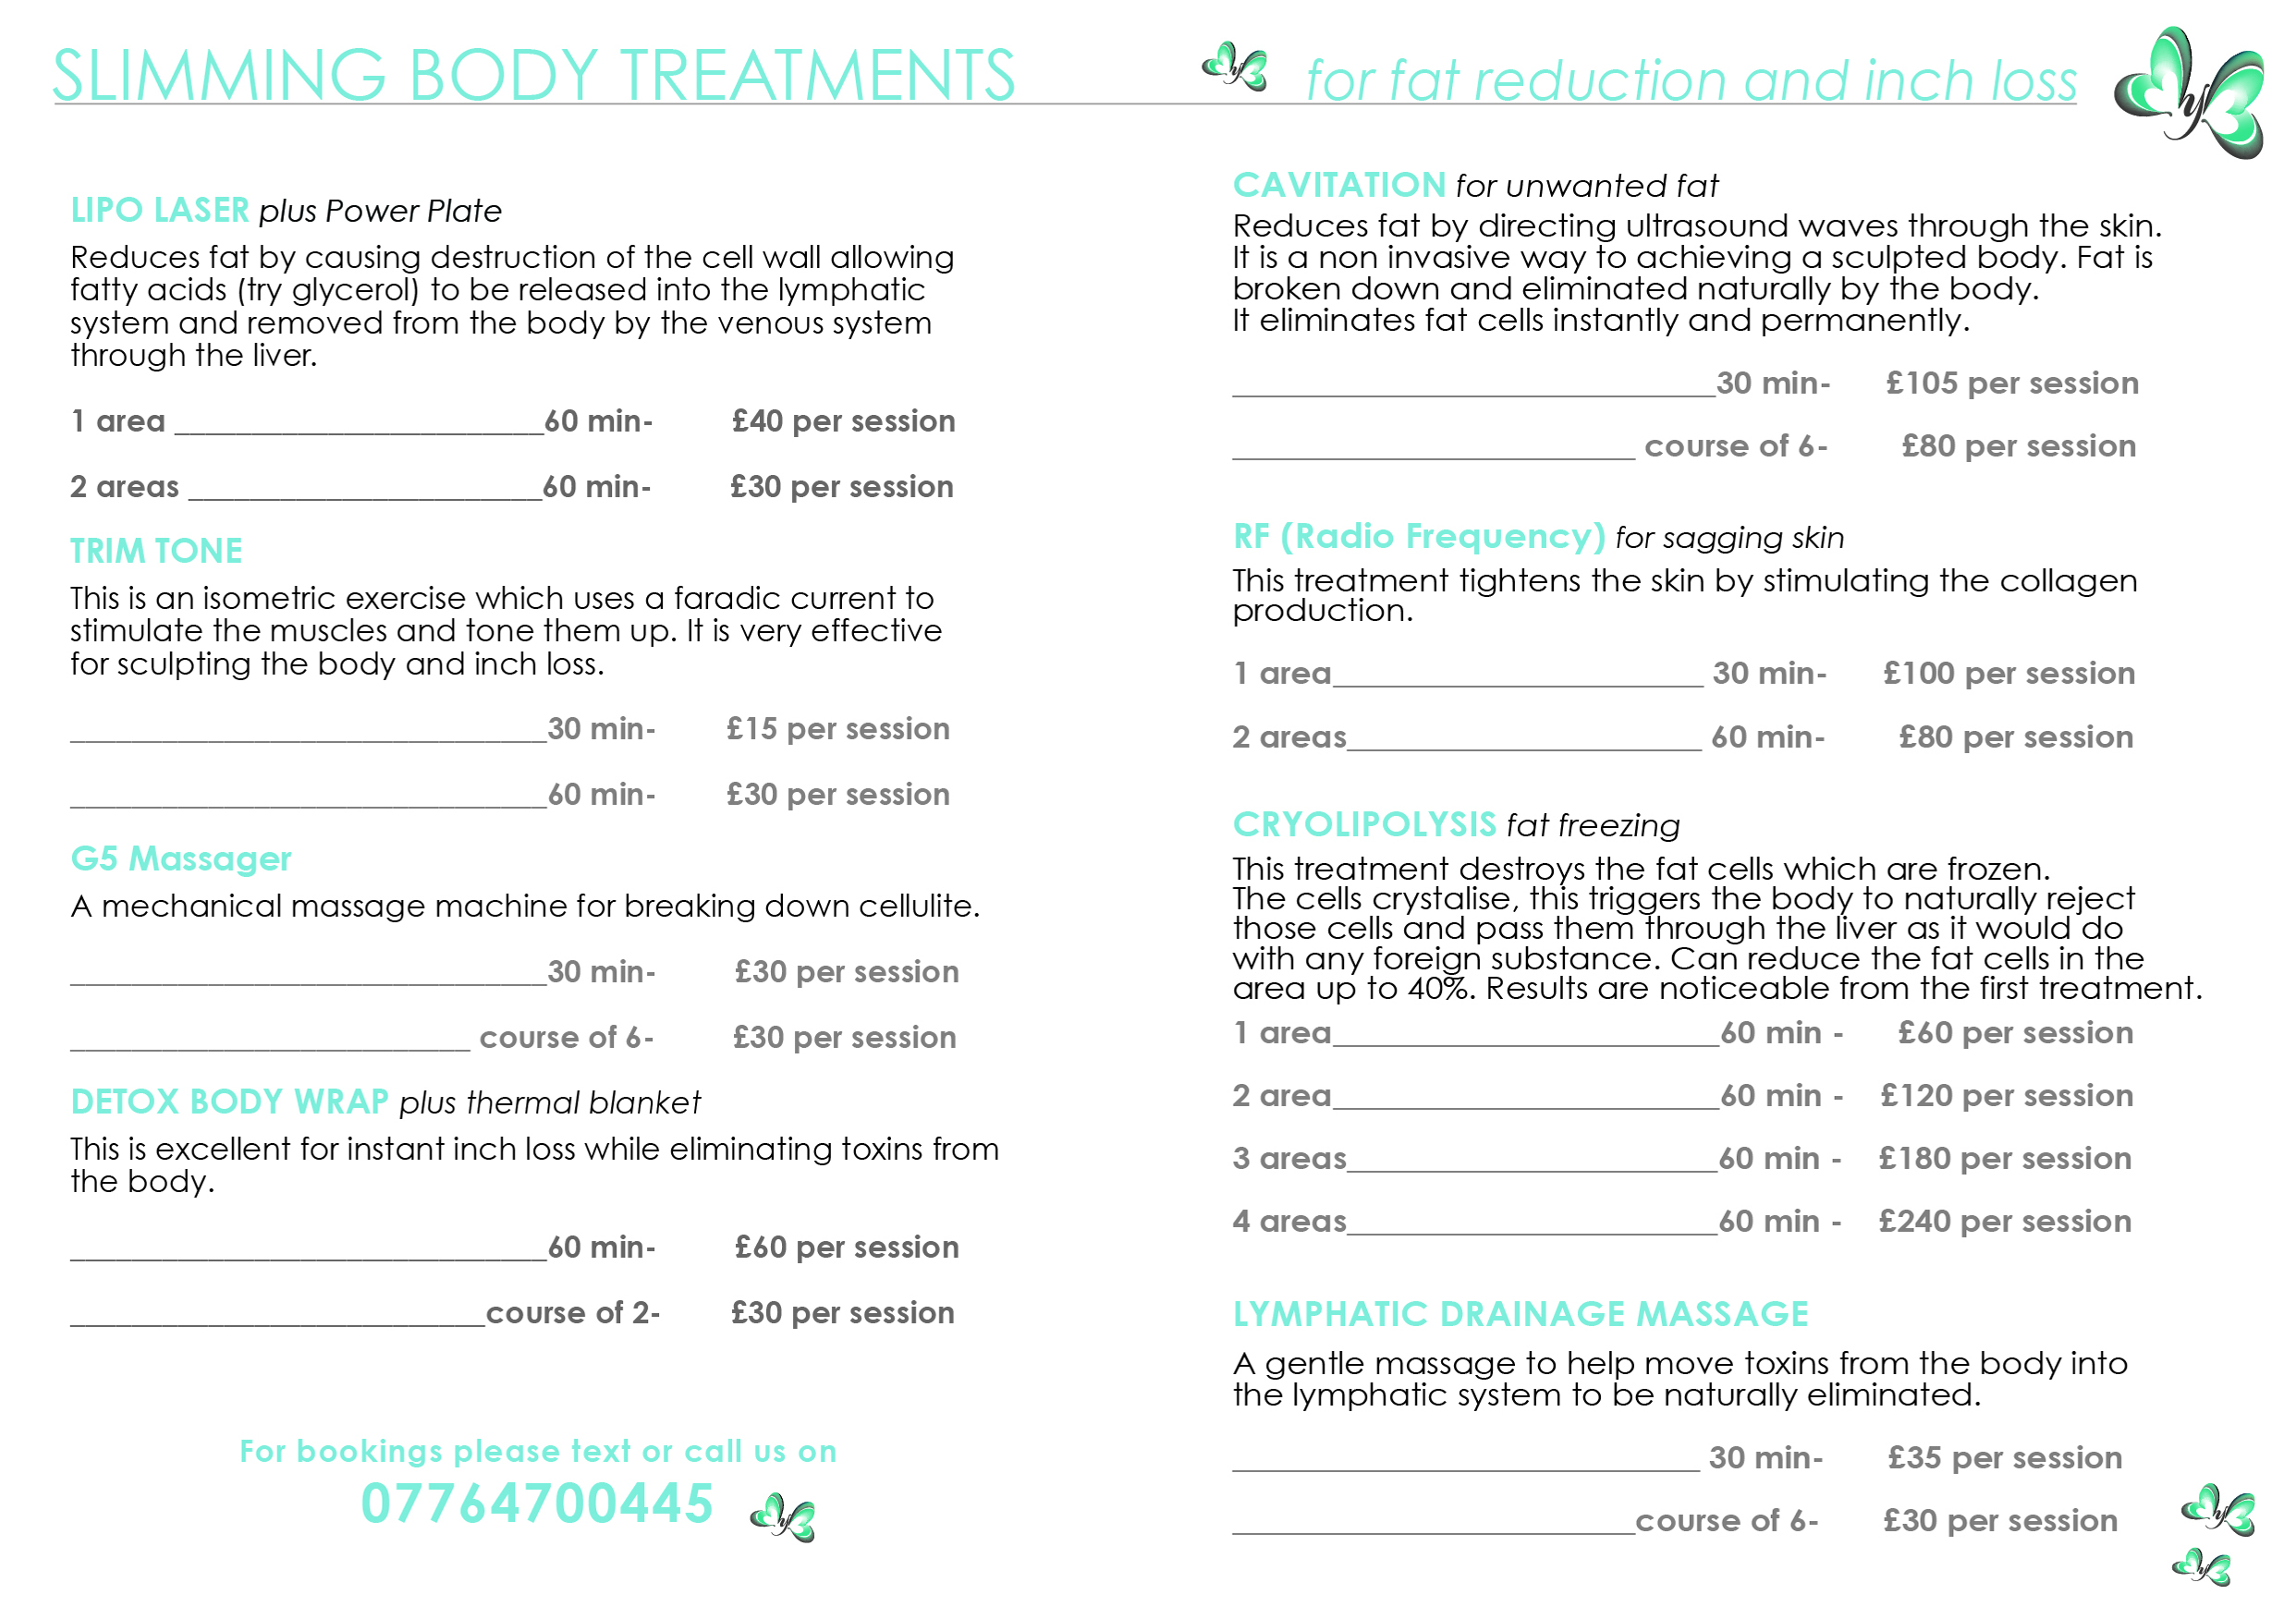 SLIMMING BODY TREATMENTS
for fat reduction and inch loss
LIPO LASER plus Power Plate
Reduces fat by causing destruction of the cell wall allowing
fatty acids (try glycerol) to be released into the lymphatic
system and removed from the body by the venous system
through the liver.
1 area ________________________60 min- £40 per session
2 areas _______________________60 min- £30 per session
TRIM TONE
This is an isometric exercise which uses a faradic current to
stimulate the muscles and tone them up. It is very effective
for sculpting the body and inch loss.
_______________________________30 min- £15 per session
_______________________________60 min- £30 per session
G5 Massager
A mechanical massage machine for breaking down cellulite.
_______________________________30 min- £30 per session
__________________________ course of 6- £30 per session
DETOX BODY WRAP plus thermal blanket
This is excellent for instant inch loss while eliminating toxins from
the body.
_______________________________60 min- £60 per session
___________________________course of 2- £30 per session
For bookings please text or call us on
07764700445
CAVITATION for unwanted fat
Reduces fat by directing ultrasound waves through the skin.
It is a non invasive way to achieving a sculpted body. Fat is
broken down and eliminated naturally by the body.
It eliminates fat cells instantly and permanently.
______________________________30 min- £105 per session
_________________________ course of 6- £80 per session
RF (Radio Frequency) for sagging skin
This treatment tightens the skin by stimulating the collagen
production.
1 area_______________________ 30 min- £100 per session
2 areas______________________ 60 min- £80 per session
CRYOLIPOLYSIS fat freezing
This treatment destroys the fat cells which are frozen.
The cells crystalise, this triggers the body to naturally reject
those cells and pass them through the liver as it would do
with any foreign substance. Can reduce the fat cells in the
area up to 40%. Results are noticeable from the first treatment.
1 area________________________60 min - £60 per session
2 area________________________60 min - £120 per session
3 areas_______________________60 min - £180 per session
4 areas_______________________60 min - £240 per session
LYMPHATIC DRAINAGE MASSAGE
A gentle massage to help move toxins from the body into
the lymphatic system to be naturally eliminated.
_____________________________ 30 min- £35 per session
_________________________course of 6- £30 per session